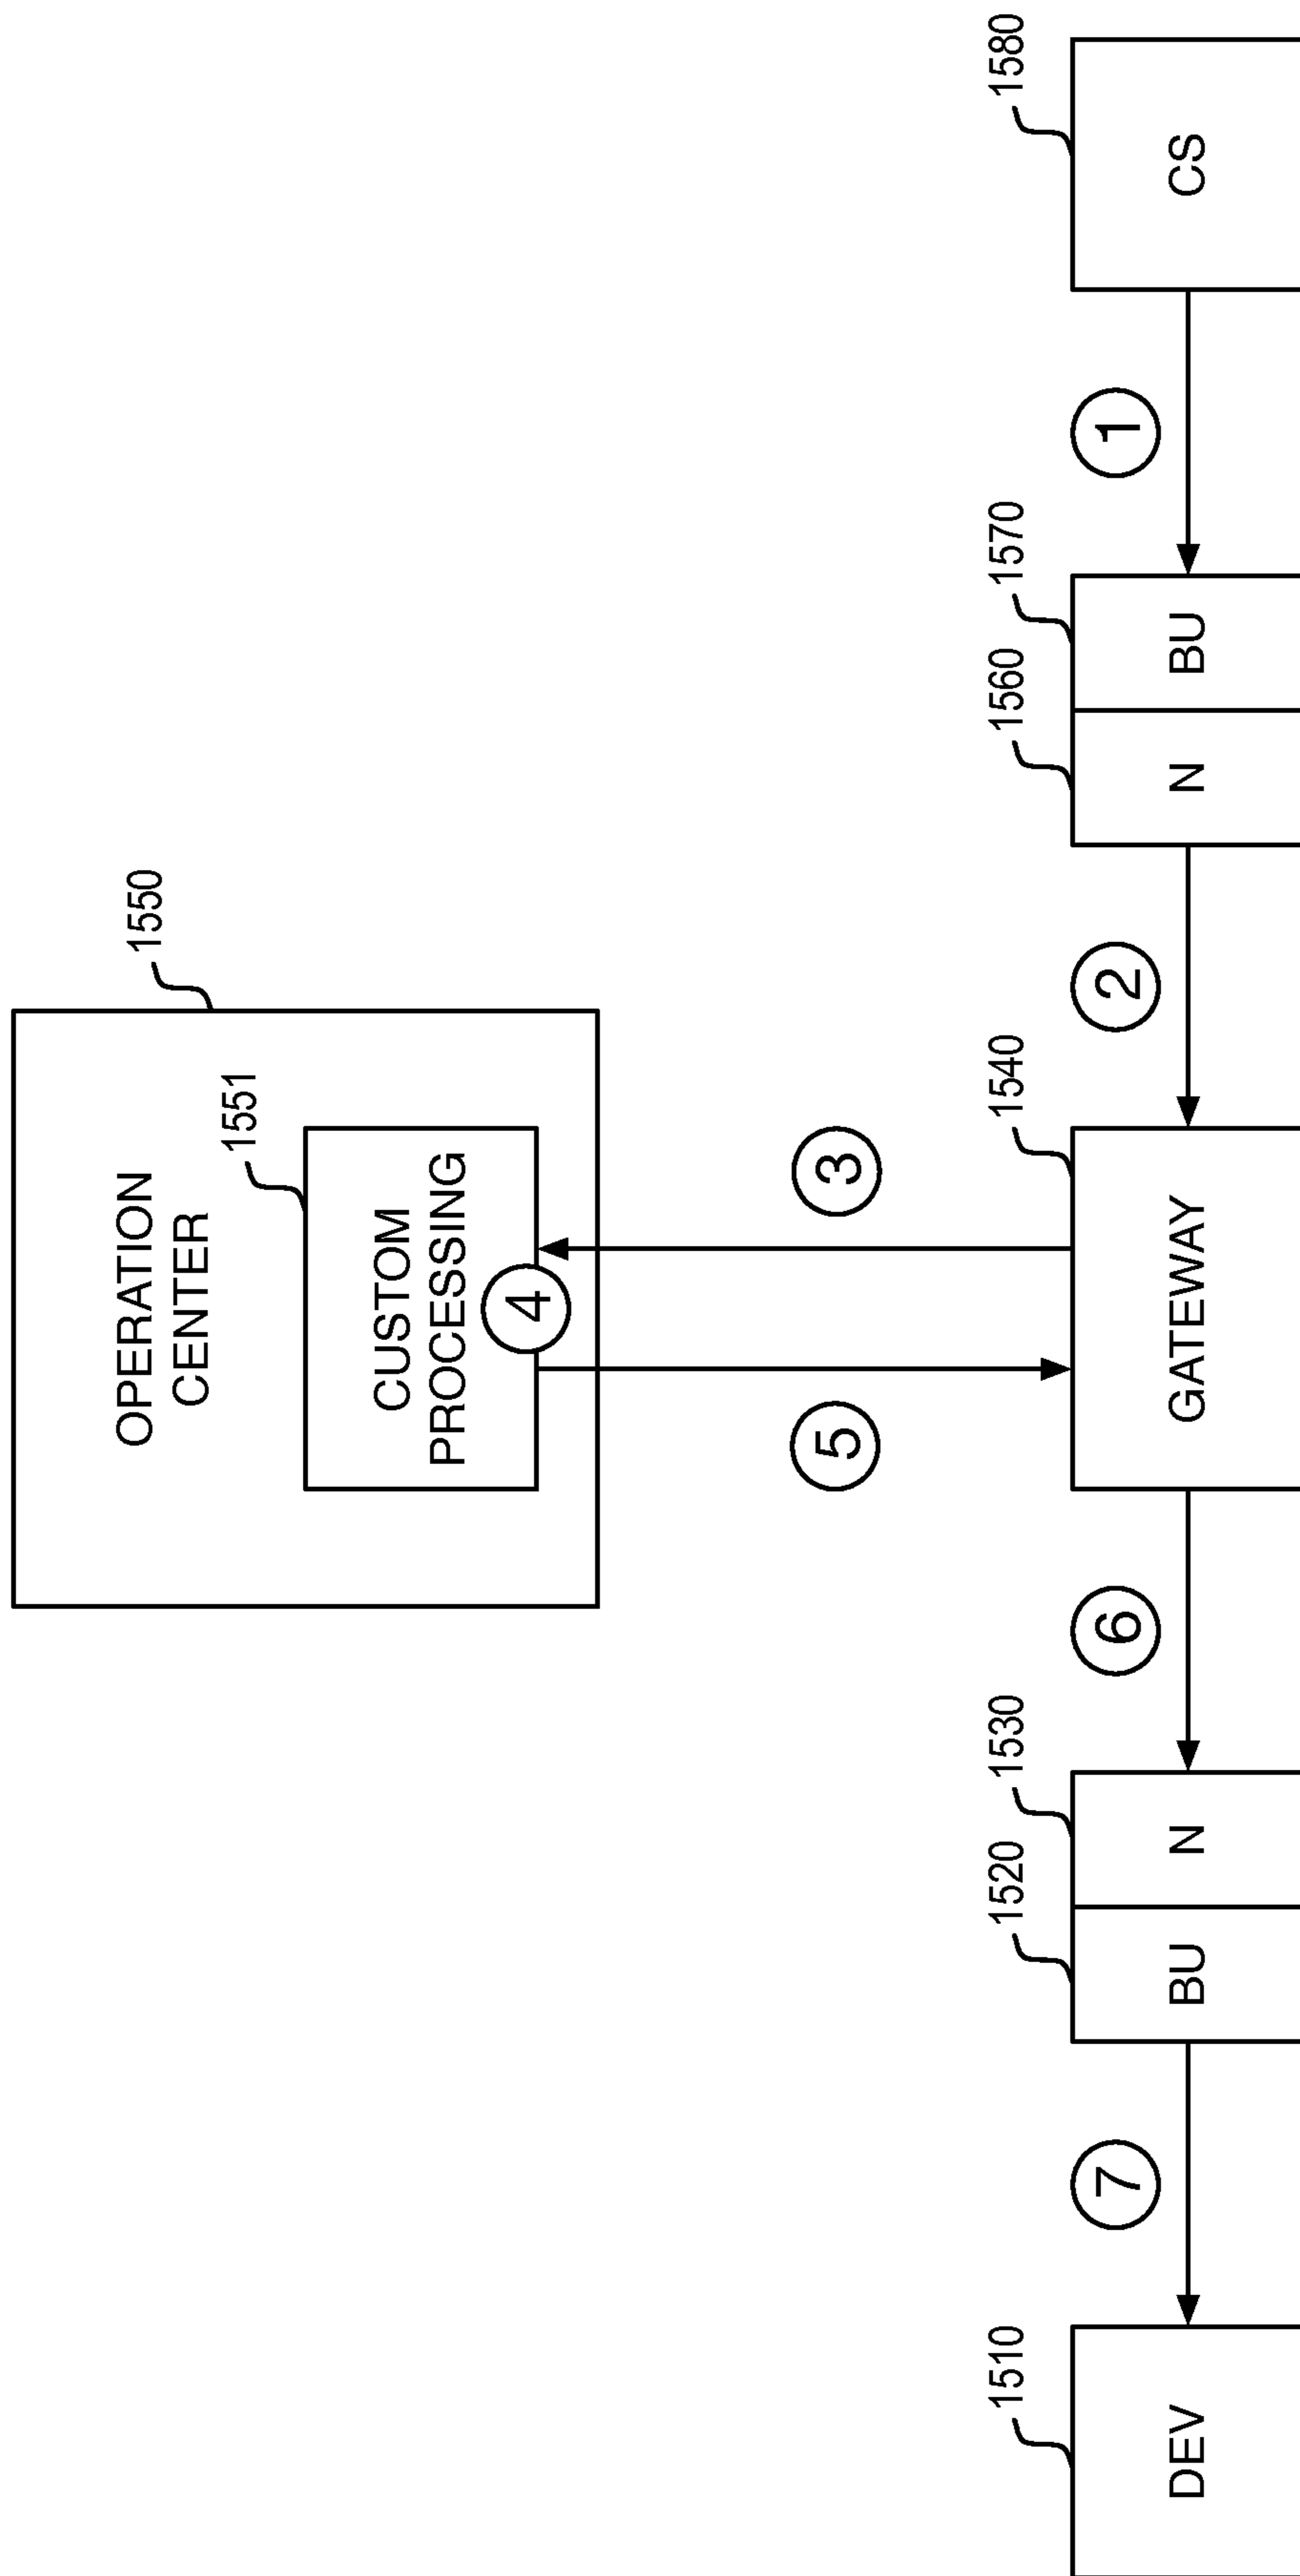 1550
OPERATION
CENTER
1551
CUSTOM
PROCESSING
4
5
3
1510
1520
1530
1540
1560
1570
1580
7
6
2
1
DEV
BU
N
GATEWAY
N
BU
CS